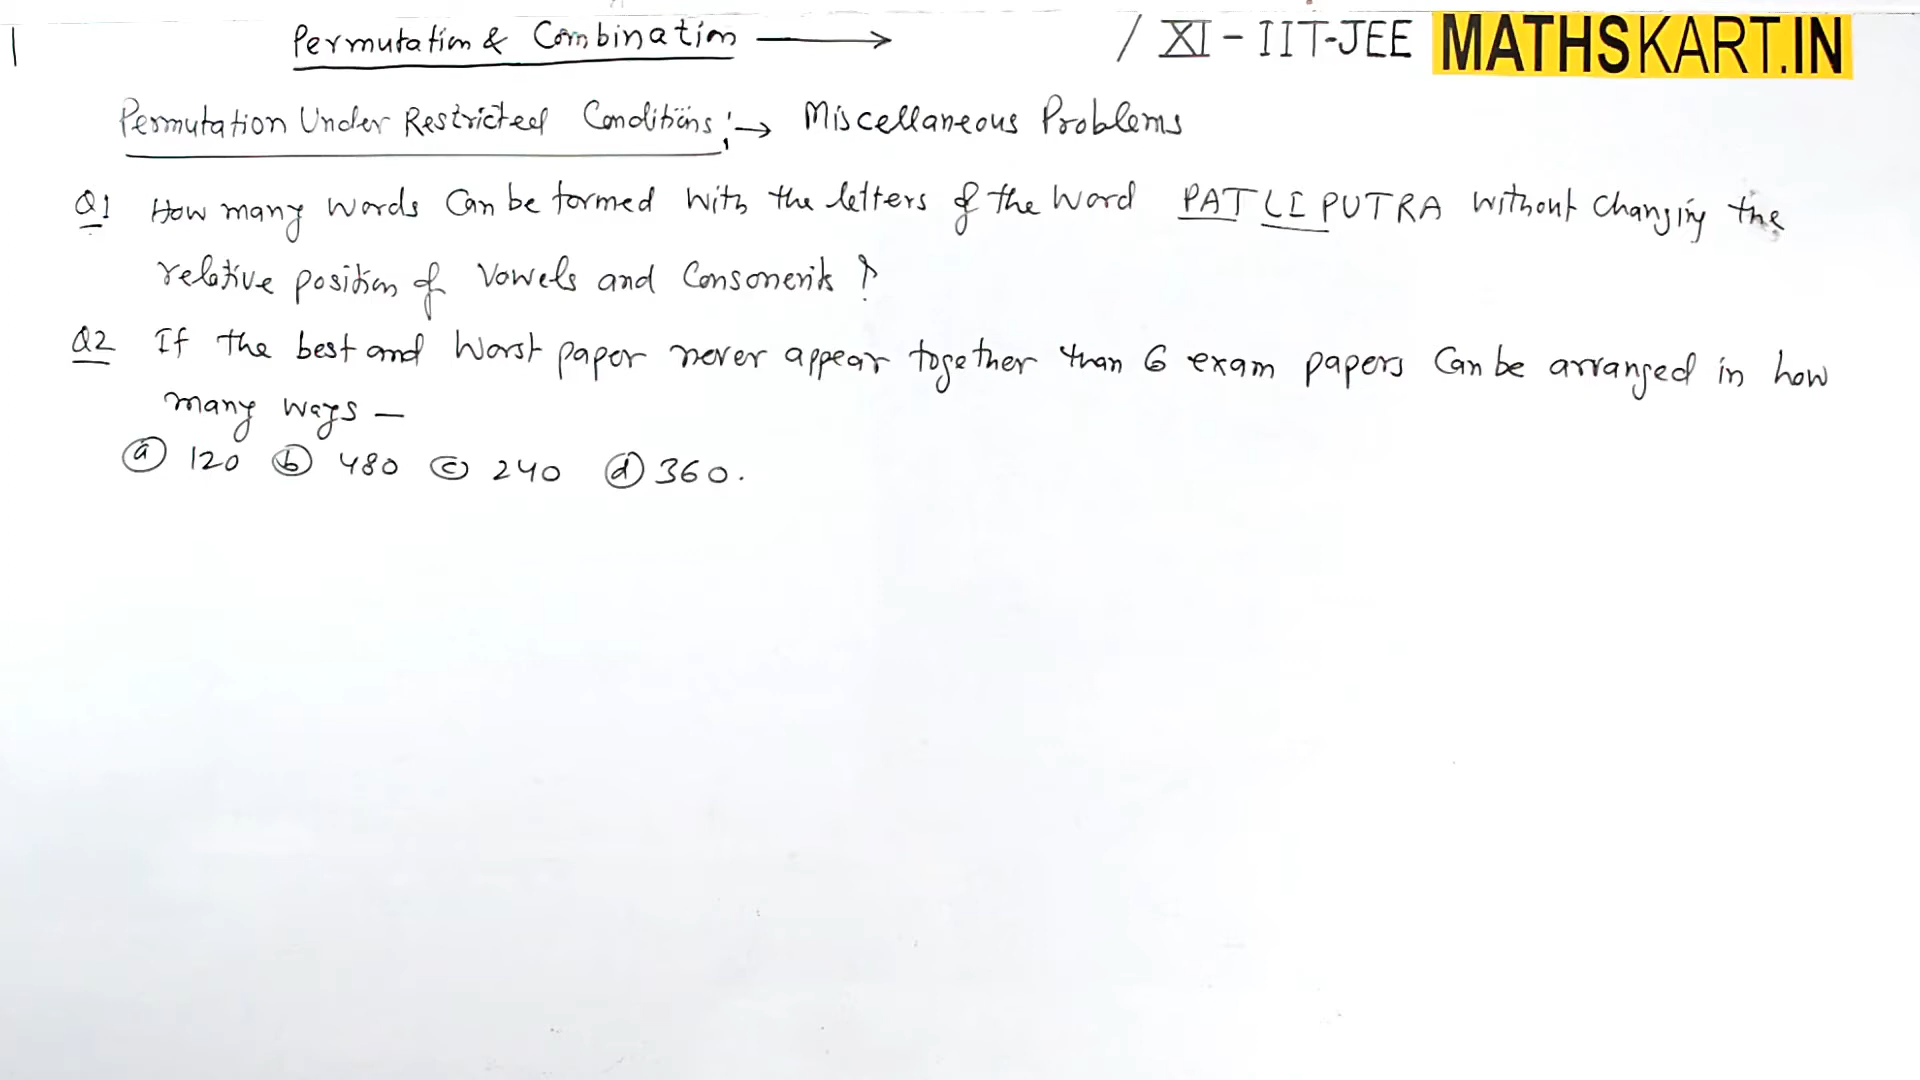 Permutation & Combination → / XI - IIT-JEE MATHSKART.IN
Permutation Under Restricted Conditions :→ Miscellaneous Problems
Q1 How many words Can be formed with the letters of the word PATLIPUTRA without changing the
relative position of vowels and Consonents ?
Q2 If the best and worst paper never appear together than 6 exam papers Can be arranged in how
many ways —
(a) 120 (b) 480 (c) 240 (d) 360.